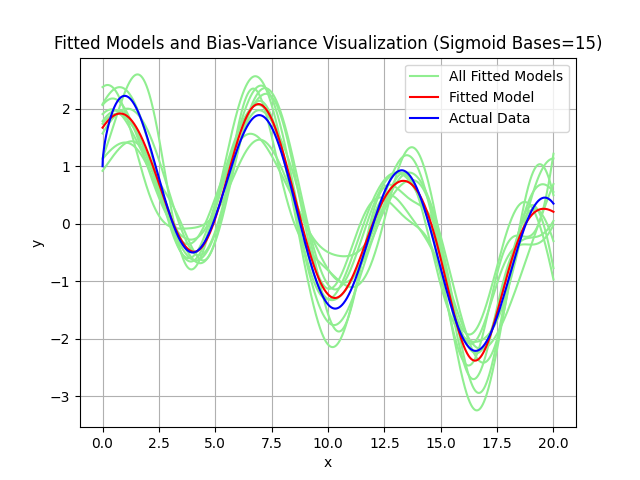 Fitted Models and Bias-Variance Visualization (Sigmoid Bases=15)
All Fitted Models
Fitted Model
Actual Data
y
2
1
0
−1
−2
−3
0.0 2.5 5.0 7.5 10.0 12.5 15.0 17.5 20.0
x